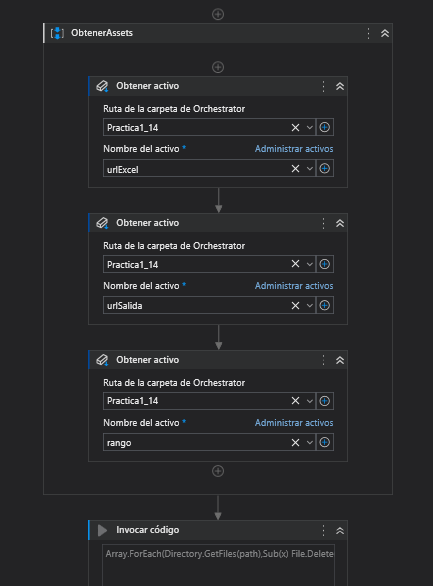 ObtenerAssets
Obtener activo
Ruta de la carpeta de Orchestrator
Practica1_14
Nombre del activo * Administrar activos
urlExcel
Obtener activo
Ruta de la carpeta de Orchestrator
Practica1_14
Nombre del activo * Administrar activos
urlSalida
Obtener activo
Ruta de la carpeta de Orchestrator
Practica1_14
Nombre del activo * Administrar activos
rango
Invocar código
Array.ForEach(Directory.GetFiles(path),Sub(x) File.Delete